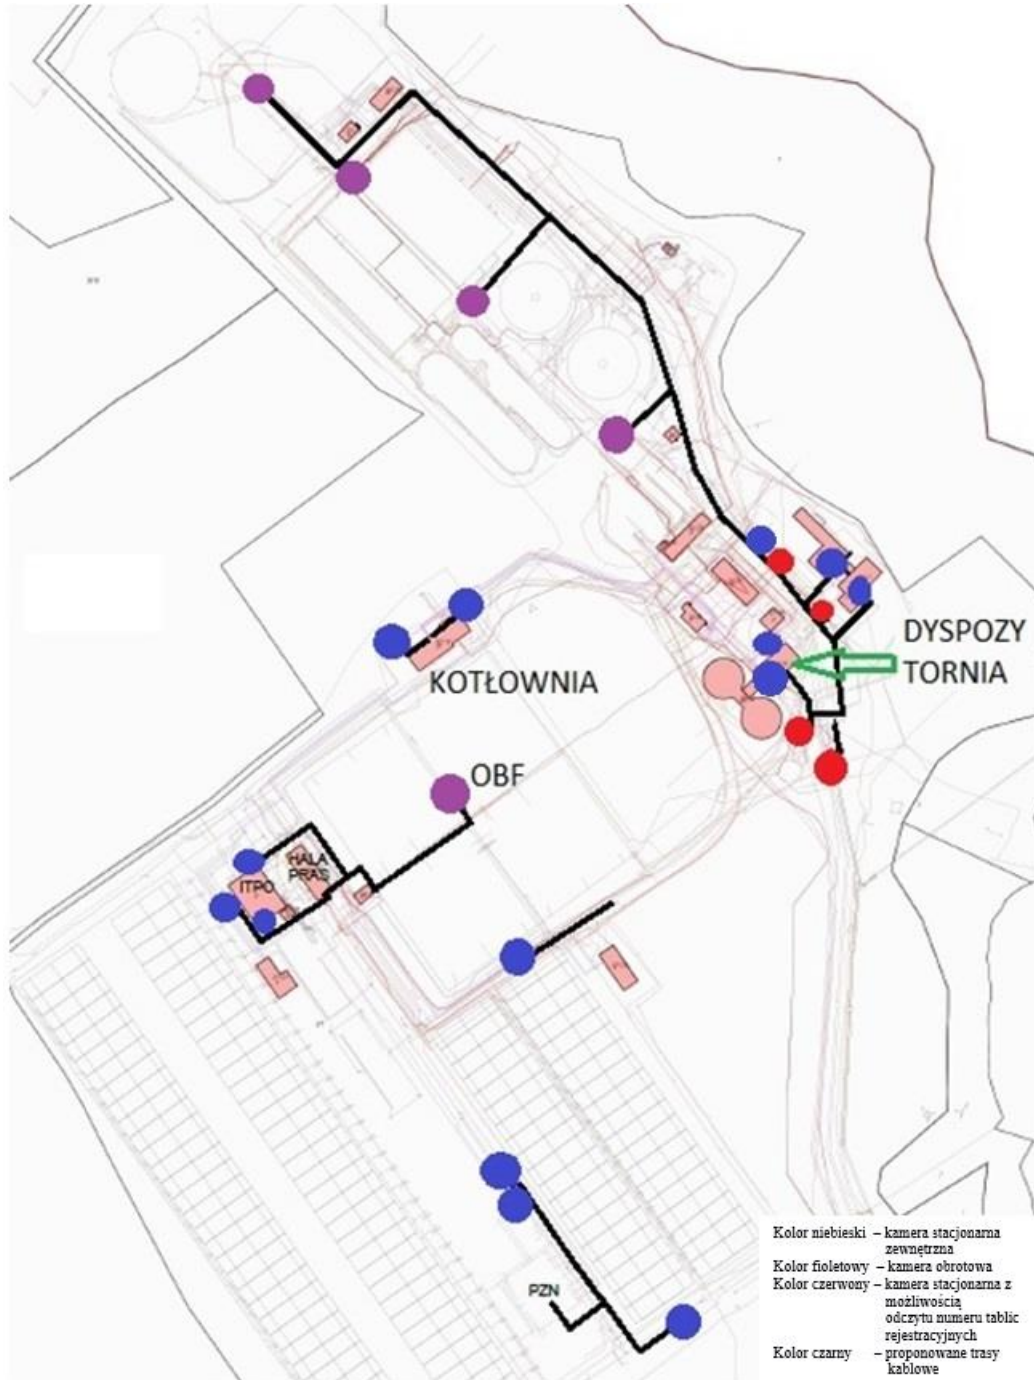 DYSPOZY
TORNIA
KOTŁOWNIA
OBF
HALA
PRAS
ITPO
PZN
Kolor niebieski – kamera stacjonarna
zewnętrzna
Kolor fioletowy – kamera obrotowa
Kolor czerwony – kamera stacjonarna z
możliwością
odczytu numeru tablic
rejestracyjnych
Kolor czarny – proponowane trasy
kablowe